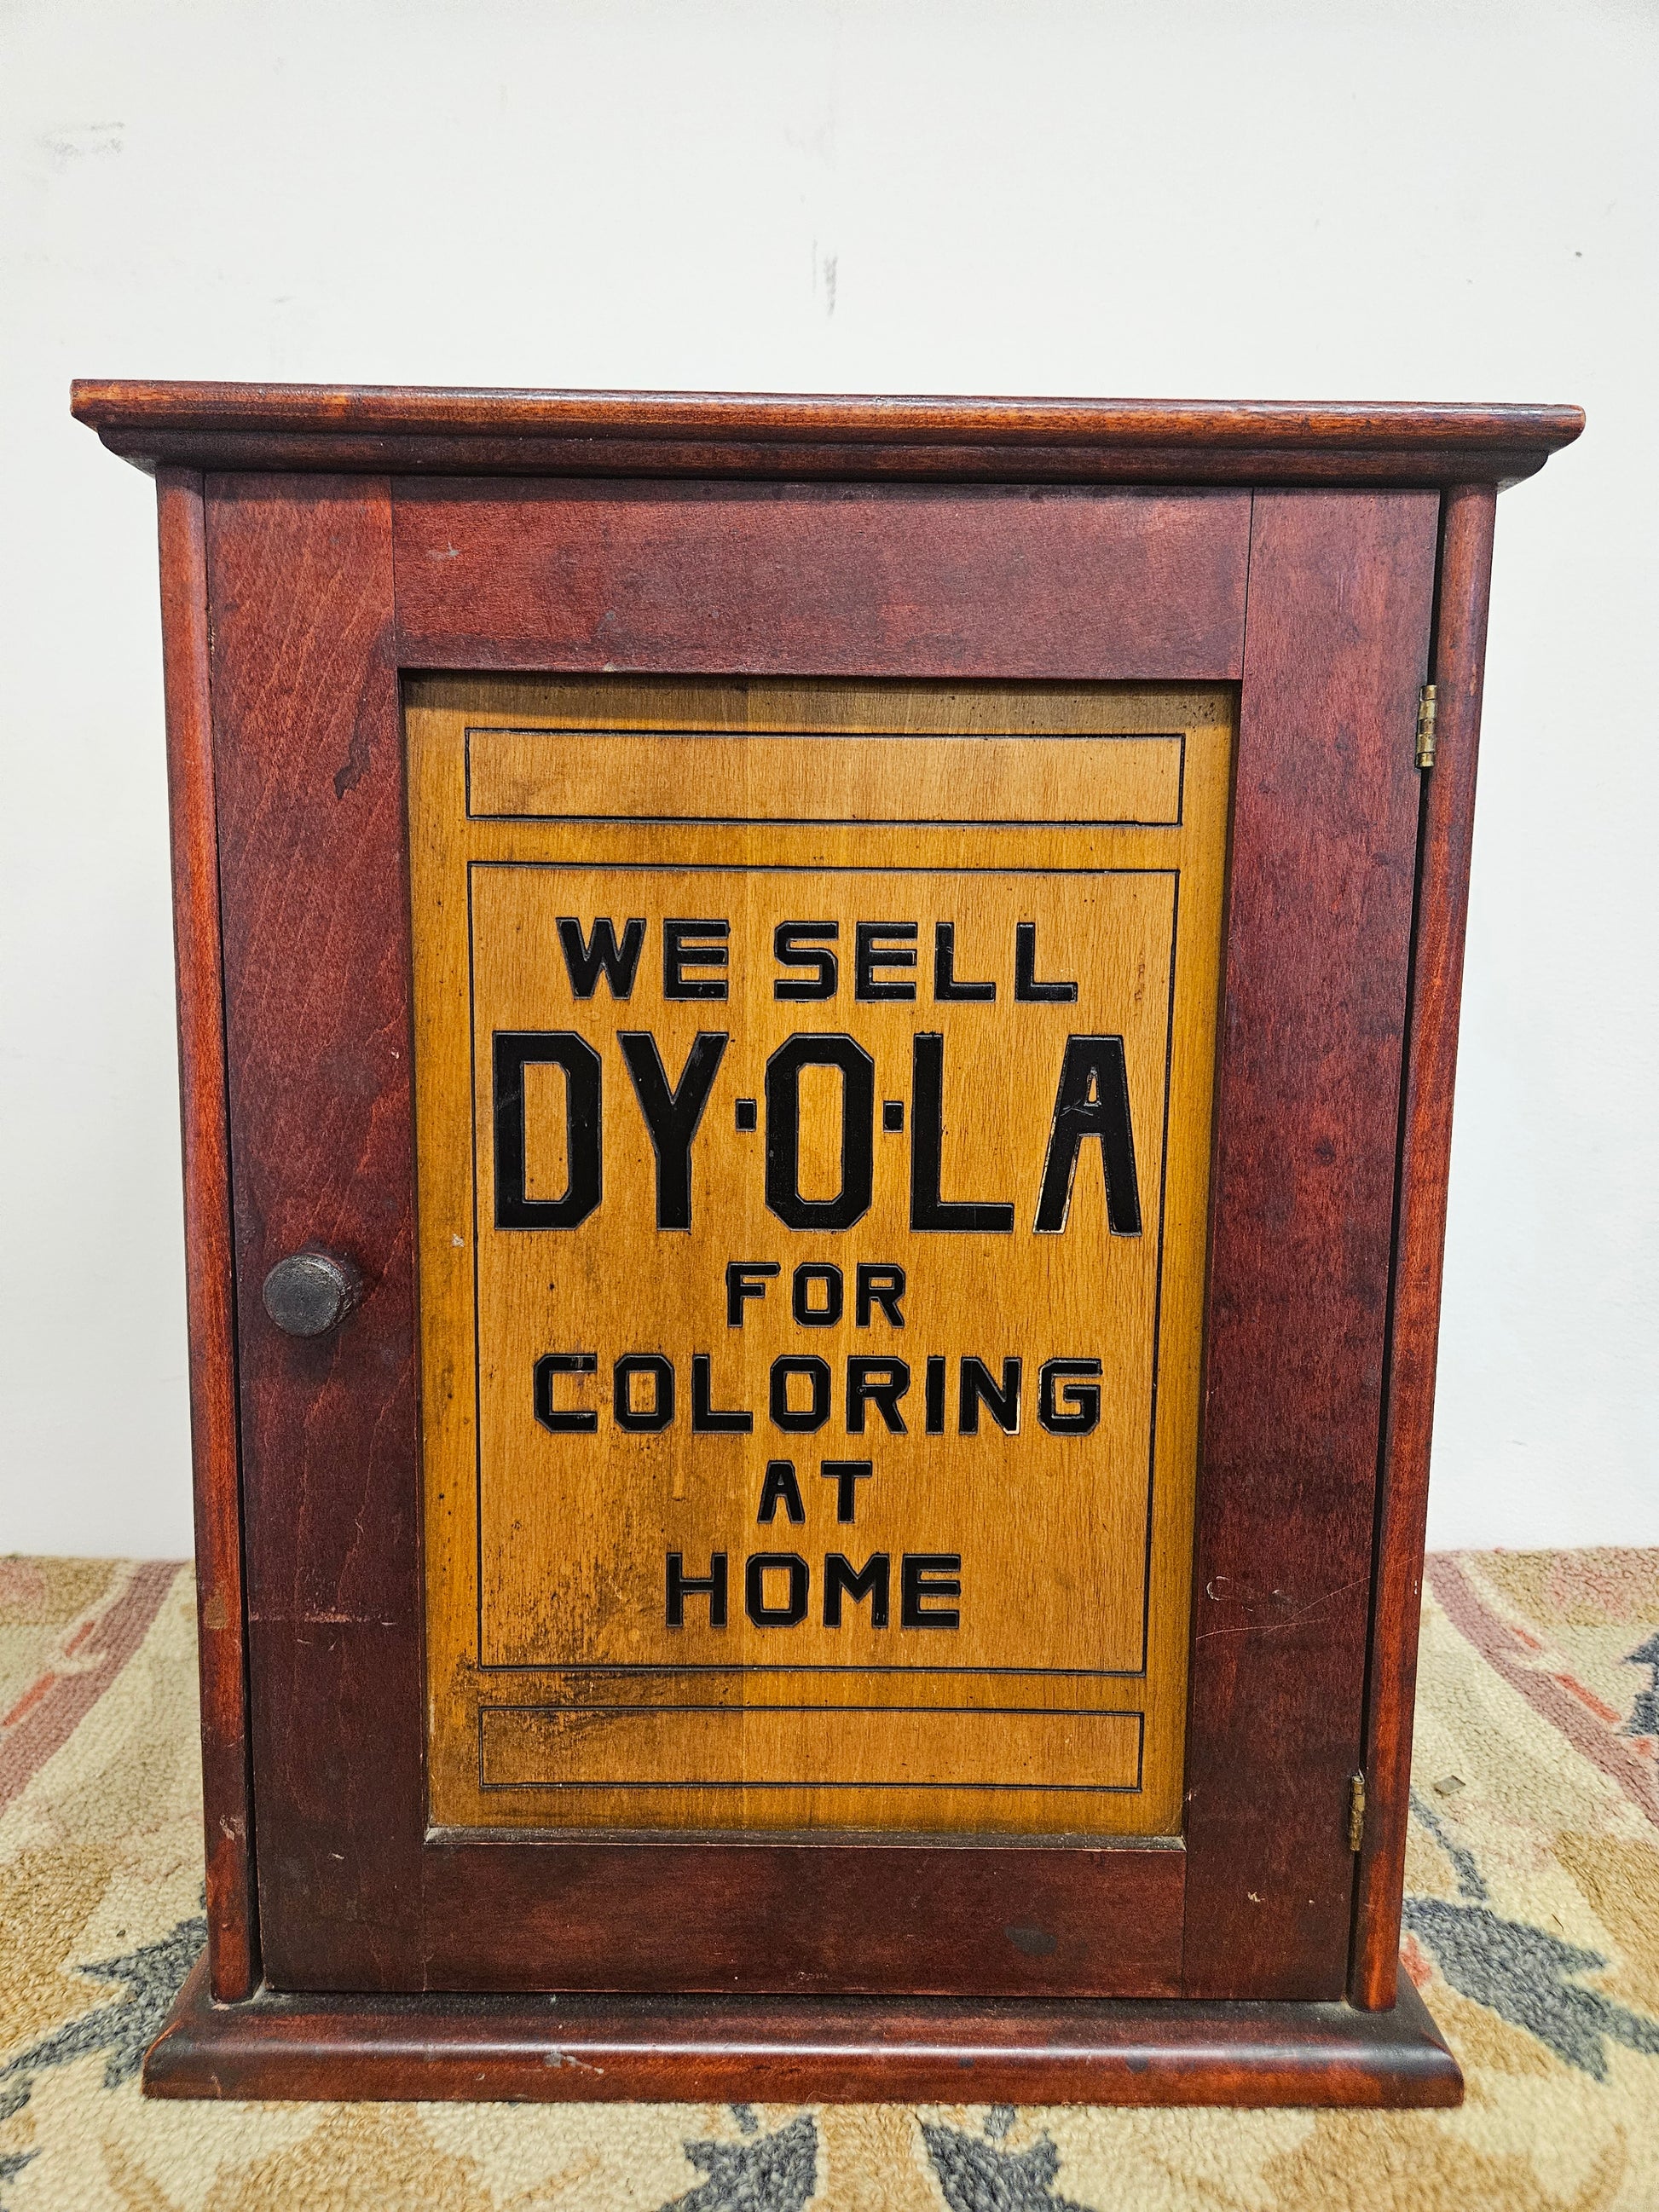 WE SELL
DY·O·LA
FOR
COLORING
AT
HOME